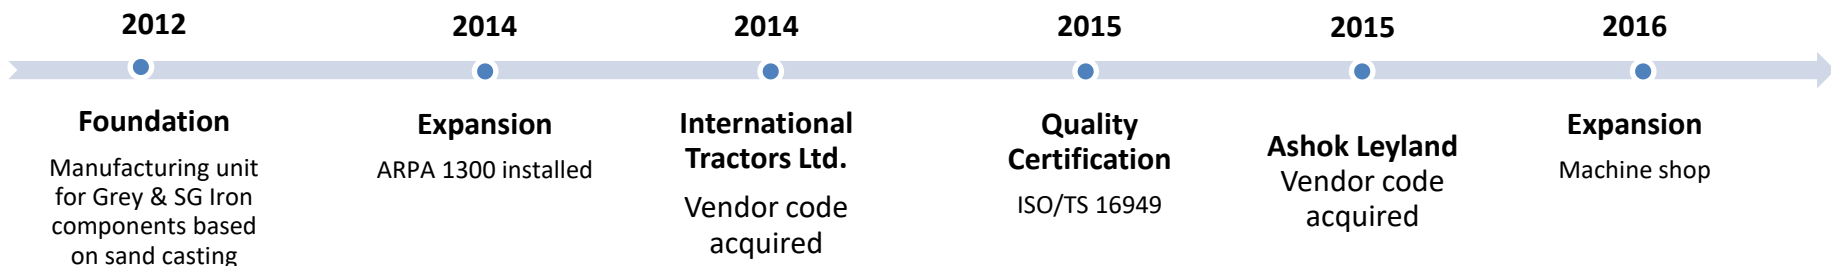 2012
Foundation
Manufacturing unit
for Grey & SG Iron
components based
on sand casting
2014
Expansion
ARPA 1300 installed
2014
International
Tractors Ltd.
Vendor code
acquired
2015
Quality
Certification
ISO/TS 16949
2015
Ashok Leyland
Vendor code
acquired
2016
Expansion
Machine shop